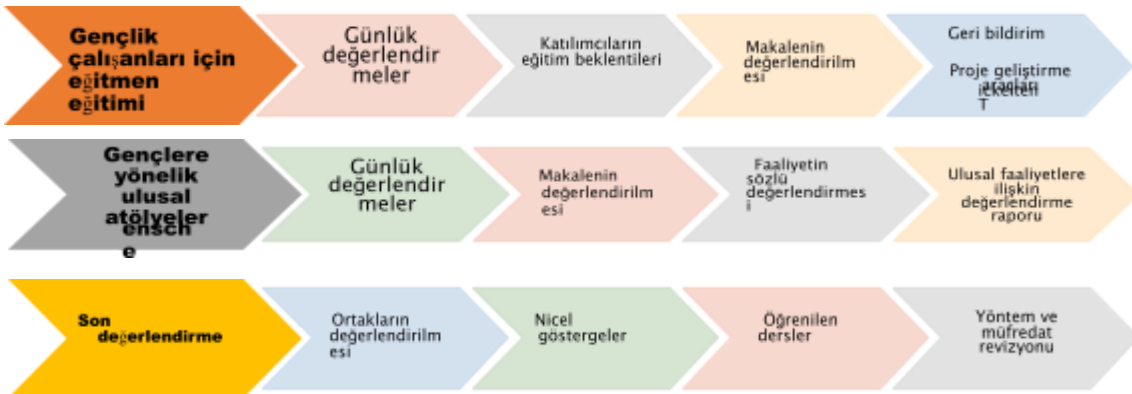 Gençlik
çalışanları için
eğitmen
eğitimi
Günlük
değerlendir
meler
Katılımcıların
eğitim beklentileri
Makalenin
değerlendirilm
esi
Geri bildirim
Proje geliştirme
araçları
T
Gençlere
yönelik
ulusal
atölyeler
ensch
e
Günlük
değerlendir
meler
Makalenin
değerlendirilm
esi
Faaliyetin
sözlü
değerlendirmes
i
Ulusal faaliyetlere
ilişkin
değerlendirme
raporu
Son
değerlendirme
Ortakların
değerlendirilm
esi
Nicel
göstergeler
Öğrenilen
dersler
Yöntem ve
müfredat
revizyonu